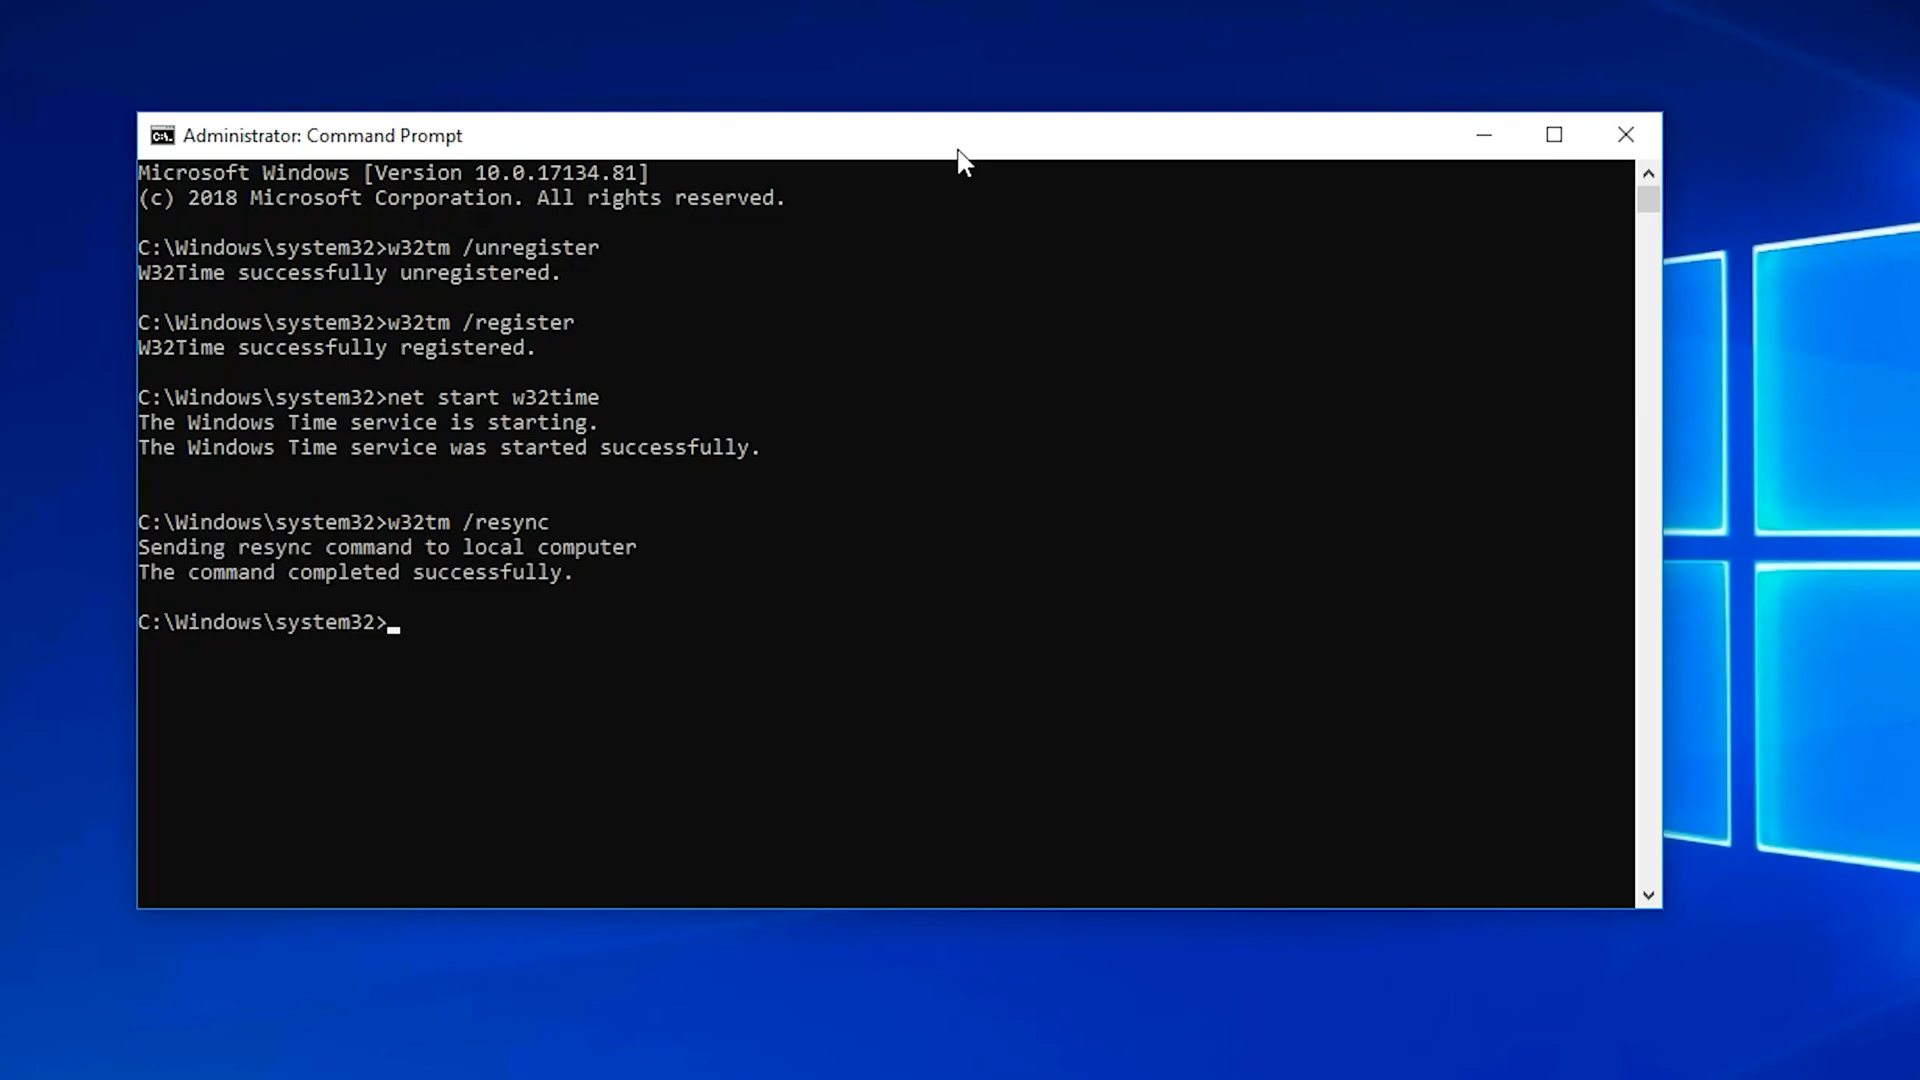 Administrator: Command Prompt
Microsoft Windows [Version 10.0.17134.81]
(c) 2018 Microsoft Corporation. All rights reserved.
C:\Windows\system32>w32tm /unregister
W32Time successfully unregistered.
C:\Windows\system32>w32tm /register
W32Time successfully registered.
C:\Windows\system32>net start w32time
The Windows Time service is starting.
The Windows Time service was started successfully.
C:\Windows\system32>w32tm /resync
Sending resync command to local computer
The command completed successfully.
C:\Windows\system32>